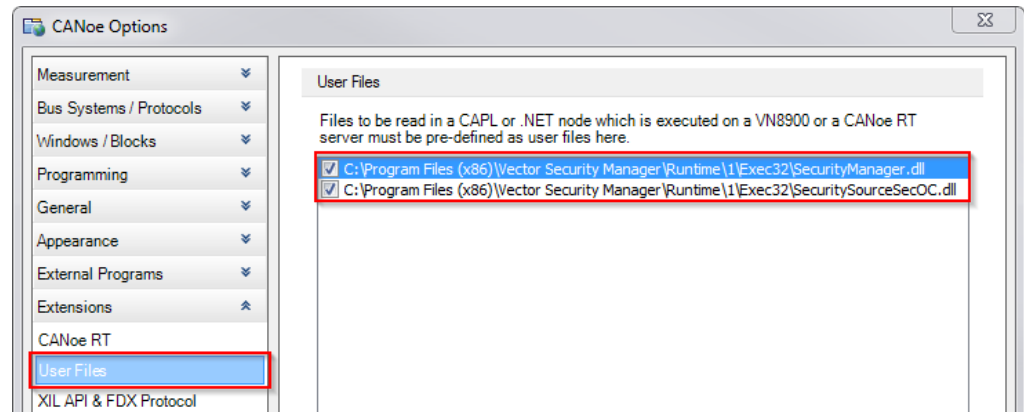 CANoe Options
Measurement
Bus Systems / Protocols
Windows / Blocks
Programming
General
Appearance
External Programs
Extensions
CANoe RT
User Files
XIL API & FDX Protocol
User Files
Files to be read in a CAPL or .NET node which is executed on a VN8900 or a CANoe RT
server must be pre-defined as user files here.
C:\Program Files (x86)\Vector Security Manager\Runtime\1\Exec32\SecurityManager.dll
C:\Program Files (x86)\Vector Security Manager\Runtime\1\Exec32\SecuritySourceSecOC.dll